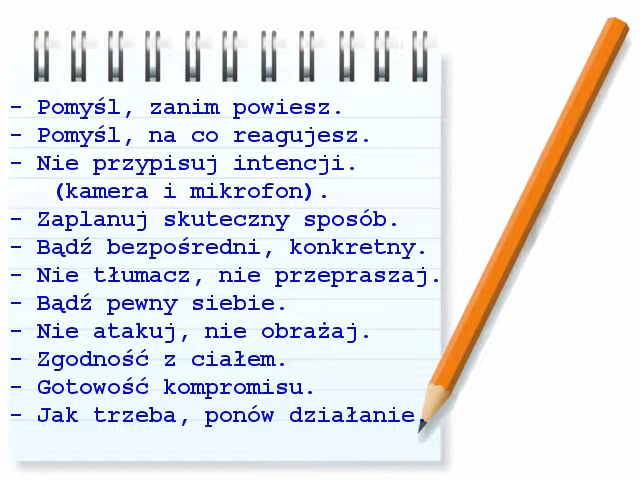 - Pomyśl, zanim powiesz.
- Pomyśl, na co reagujesz.
- Nie przypisuj intencji.
(kamera i mikrofon).
- Zaplanuj skuteczny sposób.
- Bądź bezpośredni, konkretny.
- Nie tłumacz, nie przepraszaj.
- Bądź pewny siebie.
- Nie atakuj, nie obrażaj.
- Zgodność z ciałem.
- Gotowość kompromisu.
- Jak trzeba, ponów działanie.